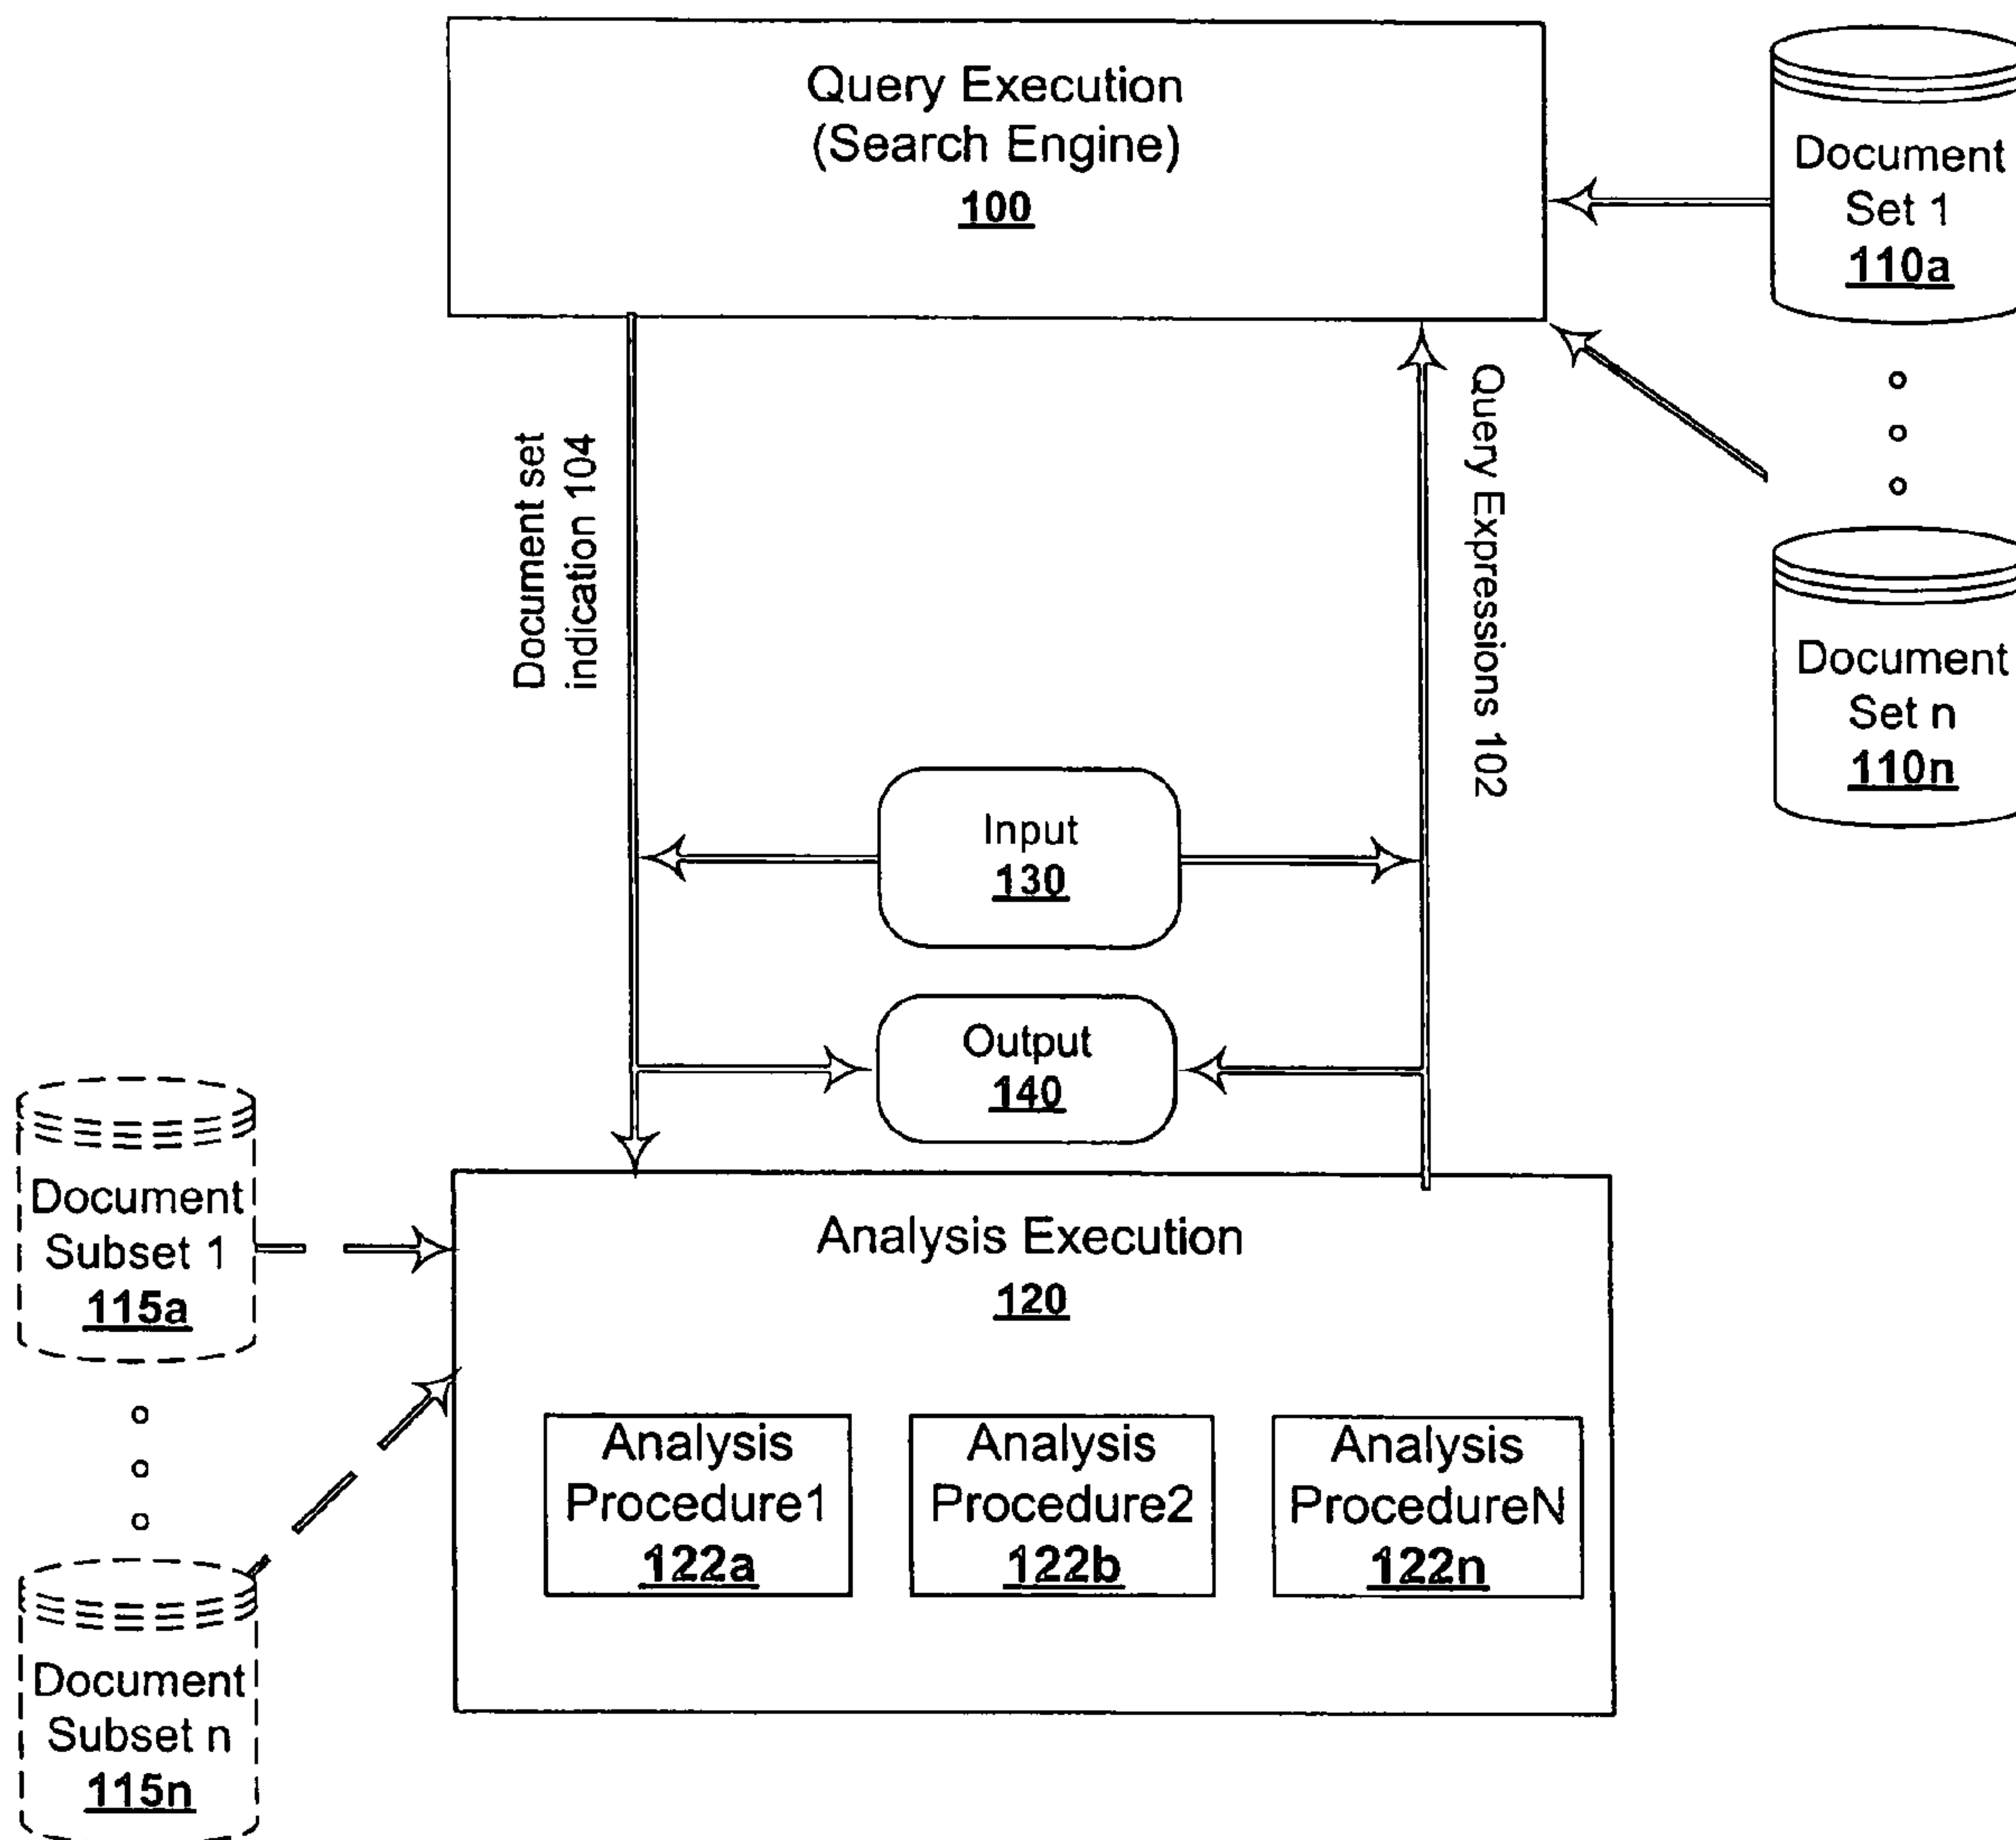 Query Execution
(Search Engine)
100
Document
Set 1
110a
Document set
indication 104
Query Expressions 102
Document
Set n
110n
Input
130
Output
140
Document
Subset 1
115a
Analysis Execution
120
Analysis
Procedure1
122a
Analysis
Procedure2
122b
Analysis
ProcedureN
122n
Document
Subset n
115n